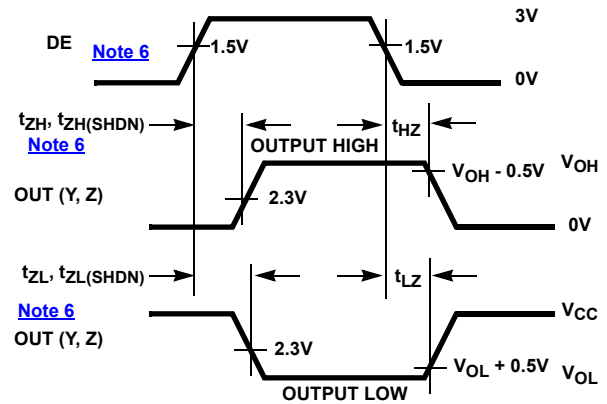 3V
DE Note 6 1.5V 1.5V
0V
tZH, tZH(SHDN) tHZ
Note 6 OUTPUT HIGH
VOH - 0.5V VOH
OUT (Y, Z) 2.3V
0V
tZL, tZL(SHDN) tLZ
Note 6 VCC
OUT (Y, Z)
2.3V VOL + 0.5V VOL
OUTPUT LOW